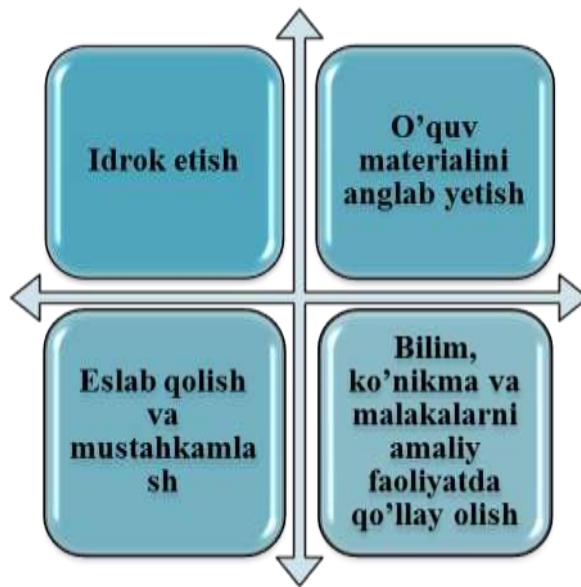 Idrok etish
O’quv
materialini
anglab yetish
Eslab qolish
va
mustahkamla
sh
Bilim,
ko’nikma va
malakalarni
amaliy
faoliyatda
qo’llay olish